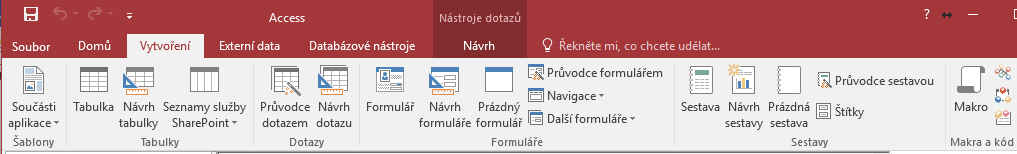 Access
Nástroje dotazů
?
Soubor
Domů
Vytvoření
Externí data
Databázové nástroje
Návrh
Řekněte mi, co chcete udělat...
Součásti
aplikace
Tabulka
Návrh
tabulky
Seznamy služby
SharePoint
Průvodce
dotazem
Návrh
dotazu
Formulář
Návrh
formuláře
Prázdný
formulář
Průvodce formulářem
Navigace
Další formuláře
Sestava
Návrh
sestavy
Prázdná
sestava
Průvodce sestavou
Štítky
Makro
Šablony
Tabulky
Dotazy
Formuláře
Sestavy
Makra a kód